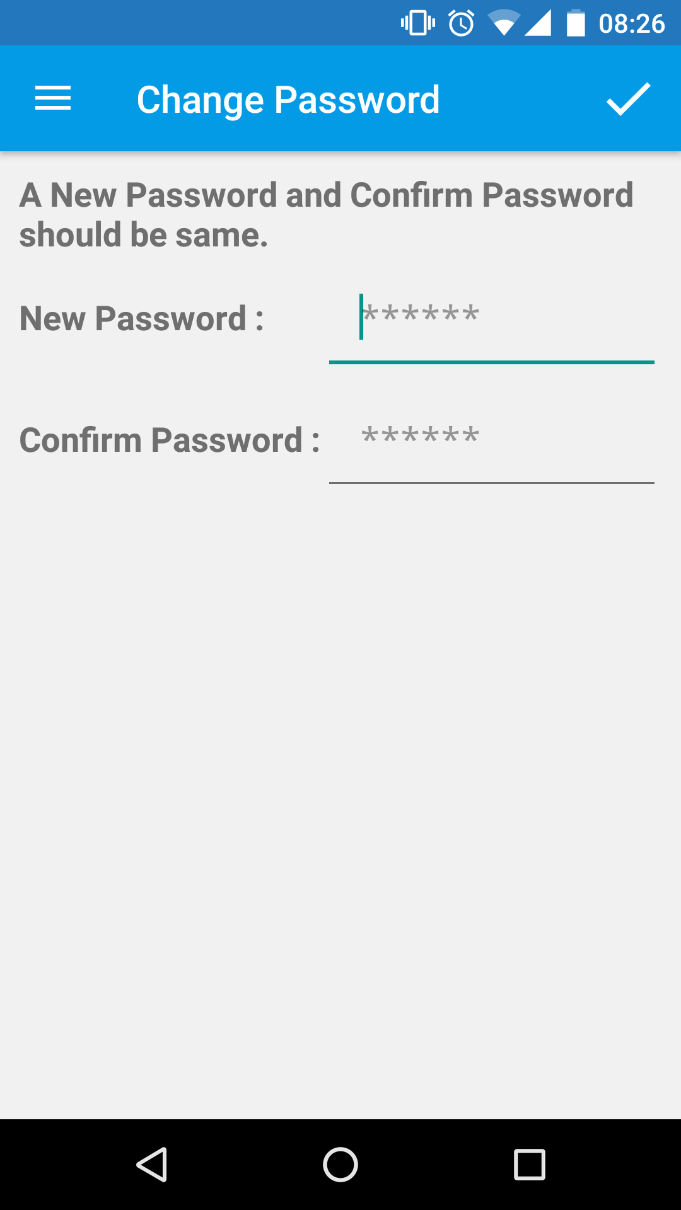 08:26
Change Password
A New Password and Confirm Password
should be same.
New Password : ******
Confirm Password : ******